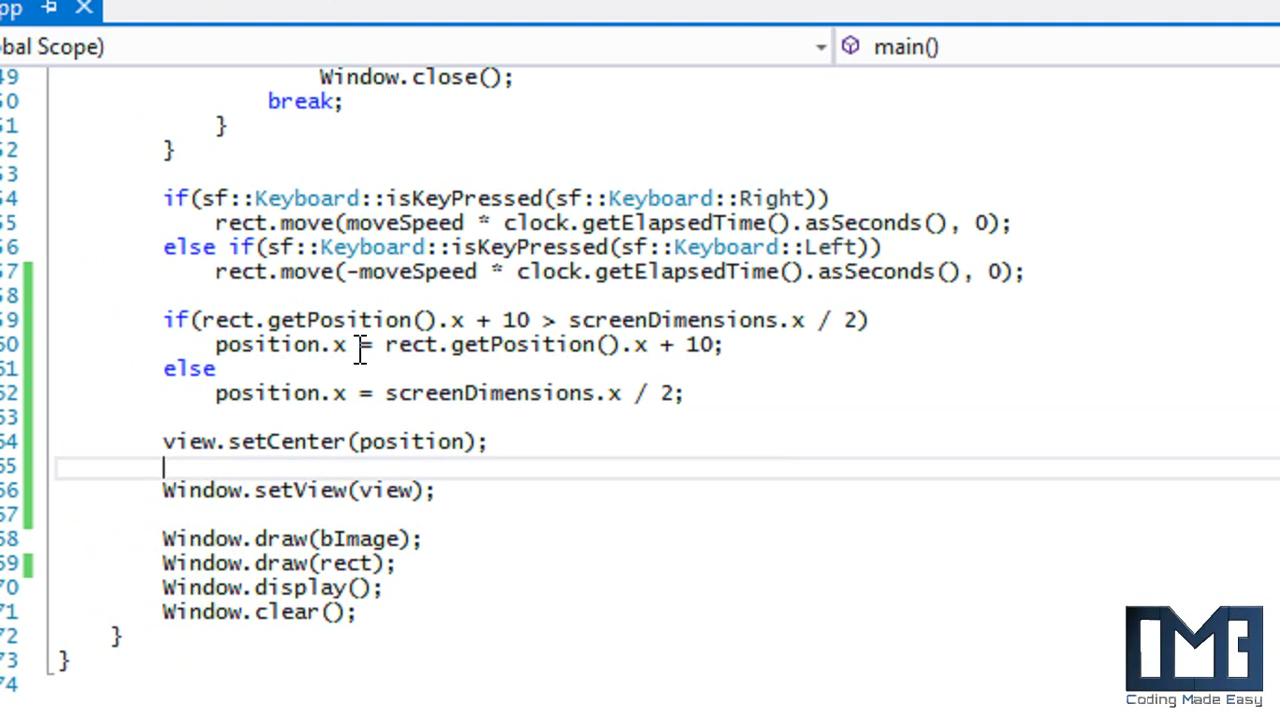 pp
bal Scope)
main()
49 Window.close();
50 break;
51 }
52 }
53
54 if(sf::Keyboard::isKeyPressed(sf::Keyboard::Right))
55 rect.move(moveSpeed * clock.getElapsedTime().asSeconds(), 0);
56 else if(sf::Keyboard::isKeyPressed(sf::Keyboard::Left))
57 rect.move(-moveSpeed * clock.getElapsedTime().asSeconds(), 0);
58
59 if(rect.getPosition().x + 10 > screenDimensions.x / 2)
60 position.x = rect.getPosition().x + 10;
61 else
62 position.x = screenDimensions.x / 2;
63
64 view.setCenter(position);
65
66 Window.setView(view);
67
68 Window.draw(bImage);
69 Window.draw(rect);
70 Window.display();
71 Window.clear();
72 }
73 }
74
CME
Coding Made Easy